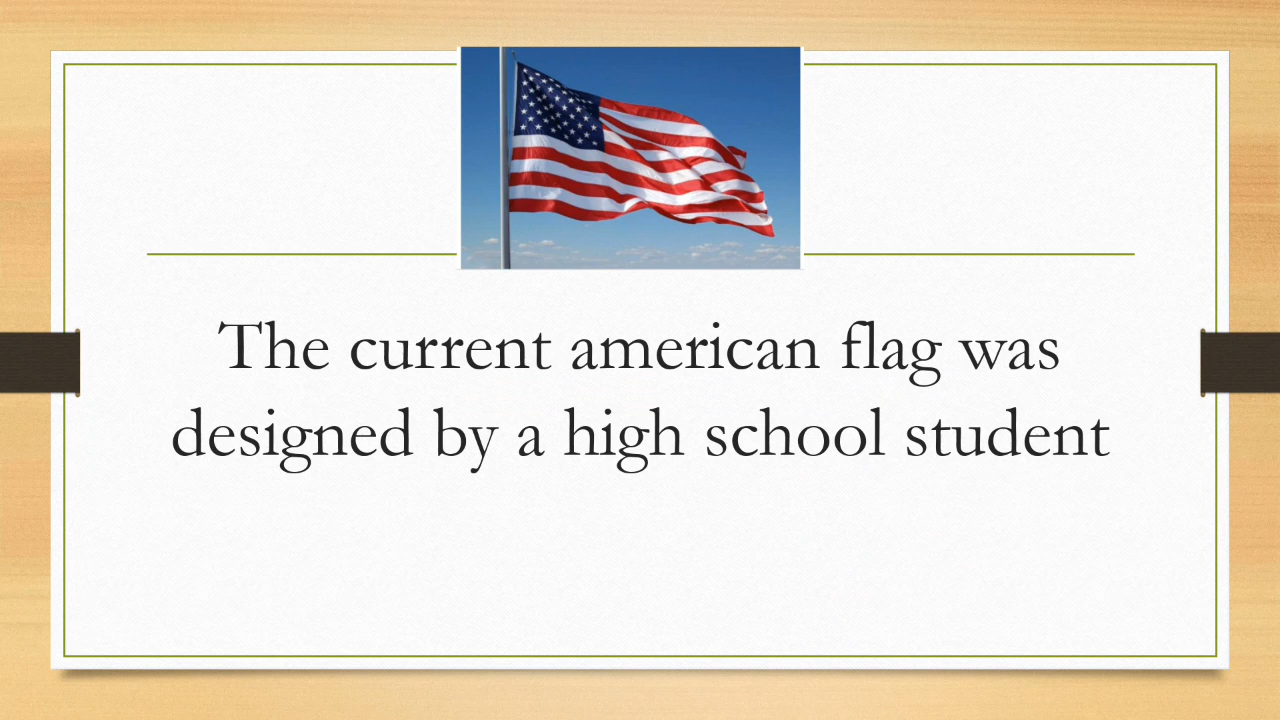 The current american flag was
designed by a high school student